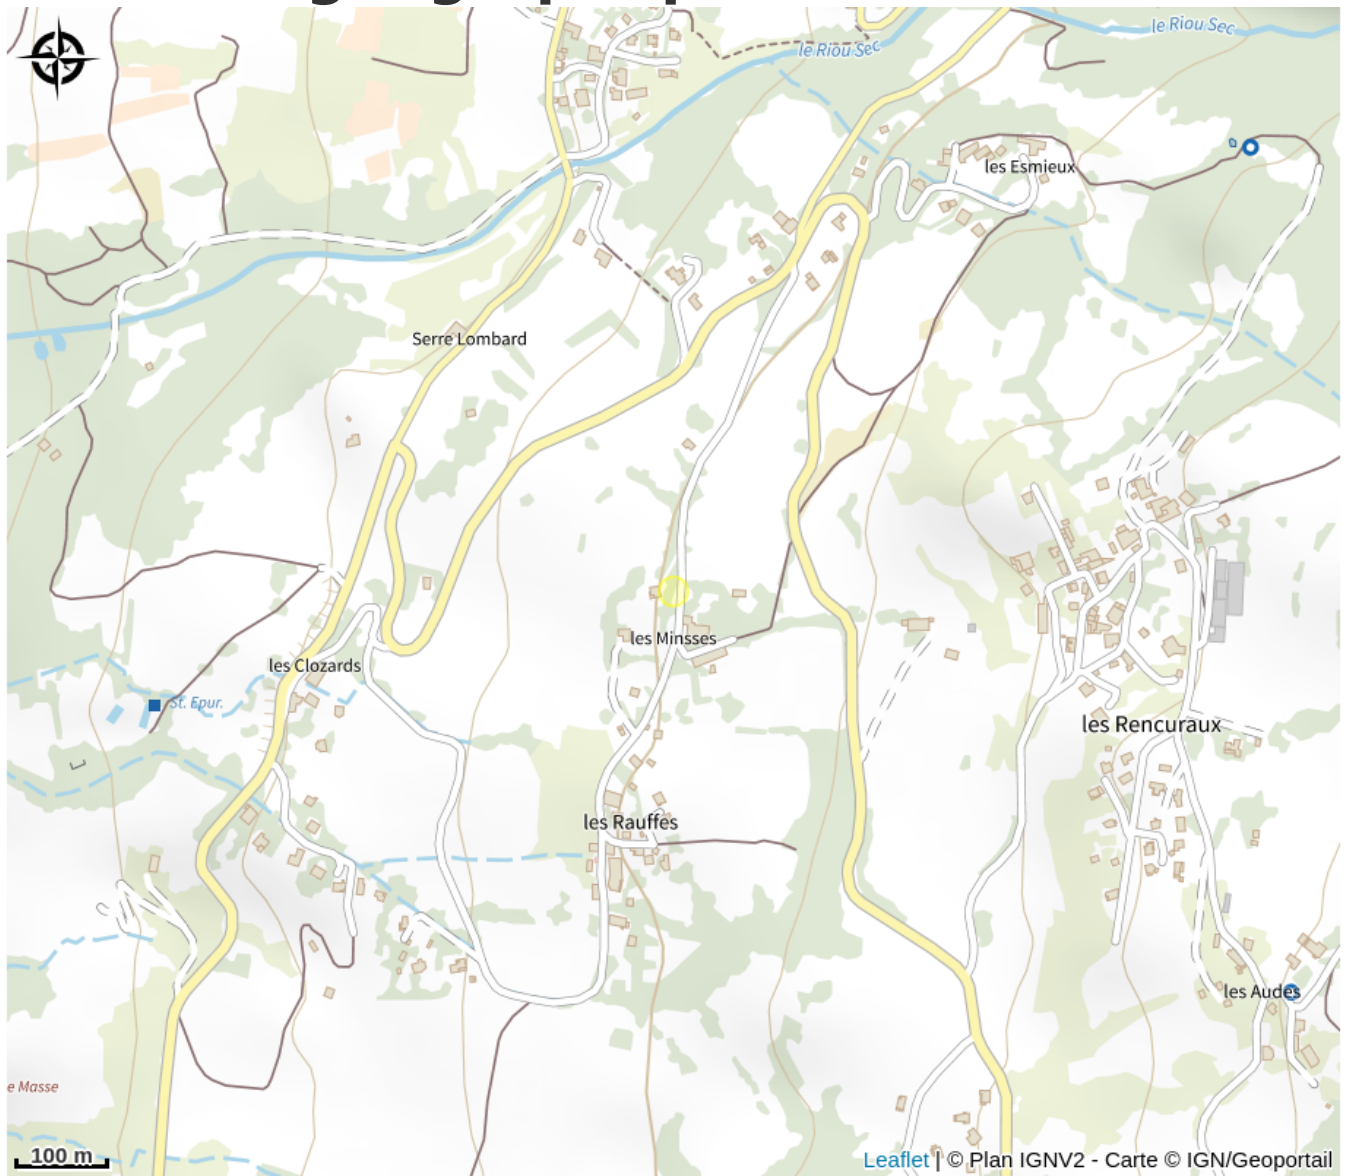 le Riou Sec
le Riou Sec
les Esmieux
Serre Lombard
les Minsses
les Clozards
St. Epur.
les Rencuraux
les Rauffes
les Audes
e Masse
100 m
Leaflet | © Plan IGNV2 - Carte © IGN/Geoportail